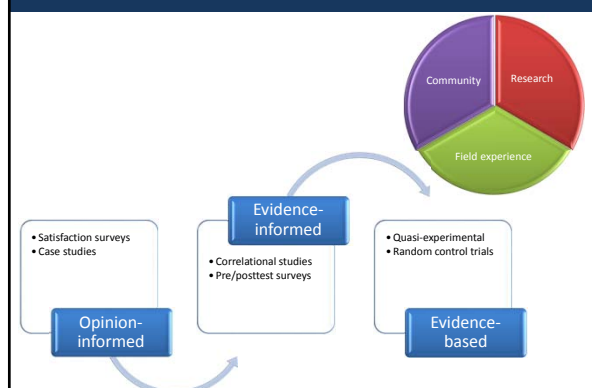 Community
Research
Field experience
• Satisfaction surveys
• Case studies
Opinion-
informed
Evidence-
informed
• Correlational studies
• Pre/posttest surveys
• Quasi-experimental
• Random control trials
Evidence-
based